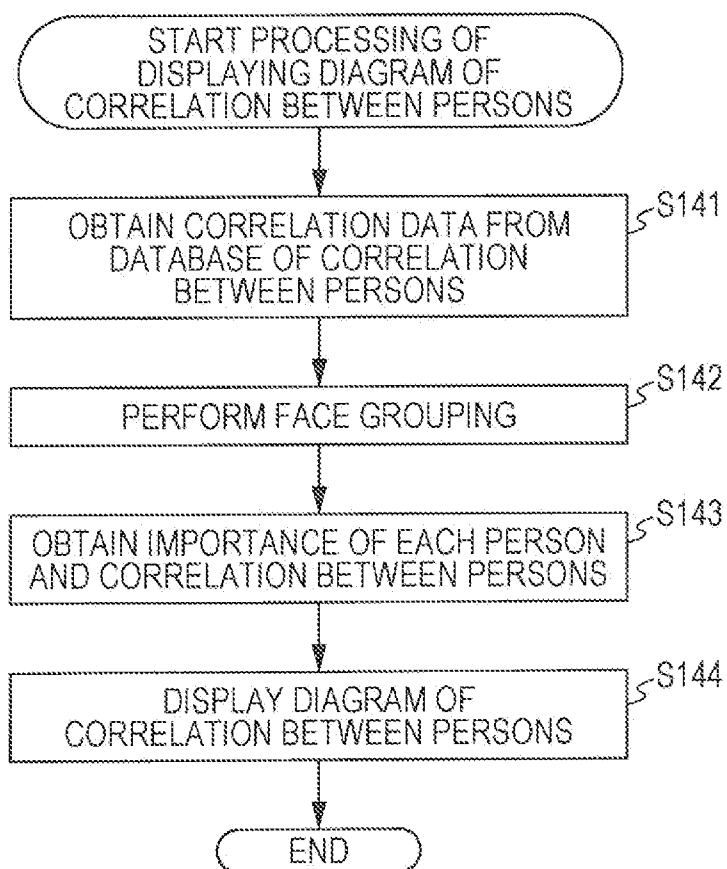 START PROCESSING OF
DISPLAYING DIAGRAM OF
CORRELATION BETWEEN PERSONS
S141
OBTAIN CORRELATION DATA FROM
DATABASE OF CORRELATION
BETWEEN PERSONS
S142
PERFORM FACE GROUPING
S143
OBTAIN IMPORTANCE OF EACH PERSON
AND CORRELATION BETWEEN PERSONS
S144
DISPLAY DIAGRAM OF
CORRELATION BETWEEN PERSONS
END